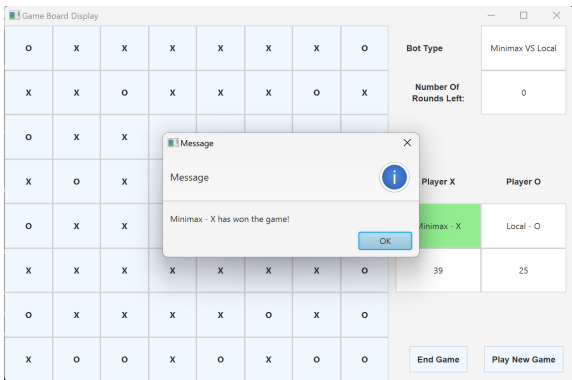 Game Board Display
O X X X X X X O Bot Type Minimax VS Local
X X O X X X O X Number Of
Rounds Left: 0
O X X
Message
X O X Message Player X Player O
O X X Minimax - X has won the game! Minimax - X Local - O
OK
X X X X X X X O 39 25
O X X X X O X O
X O O X O X O O End Game Play New Game